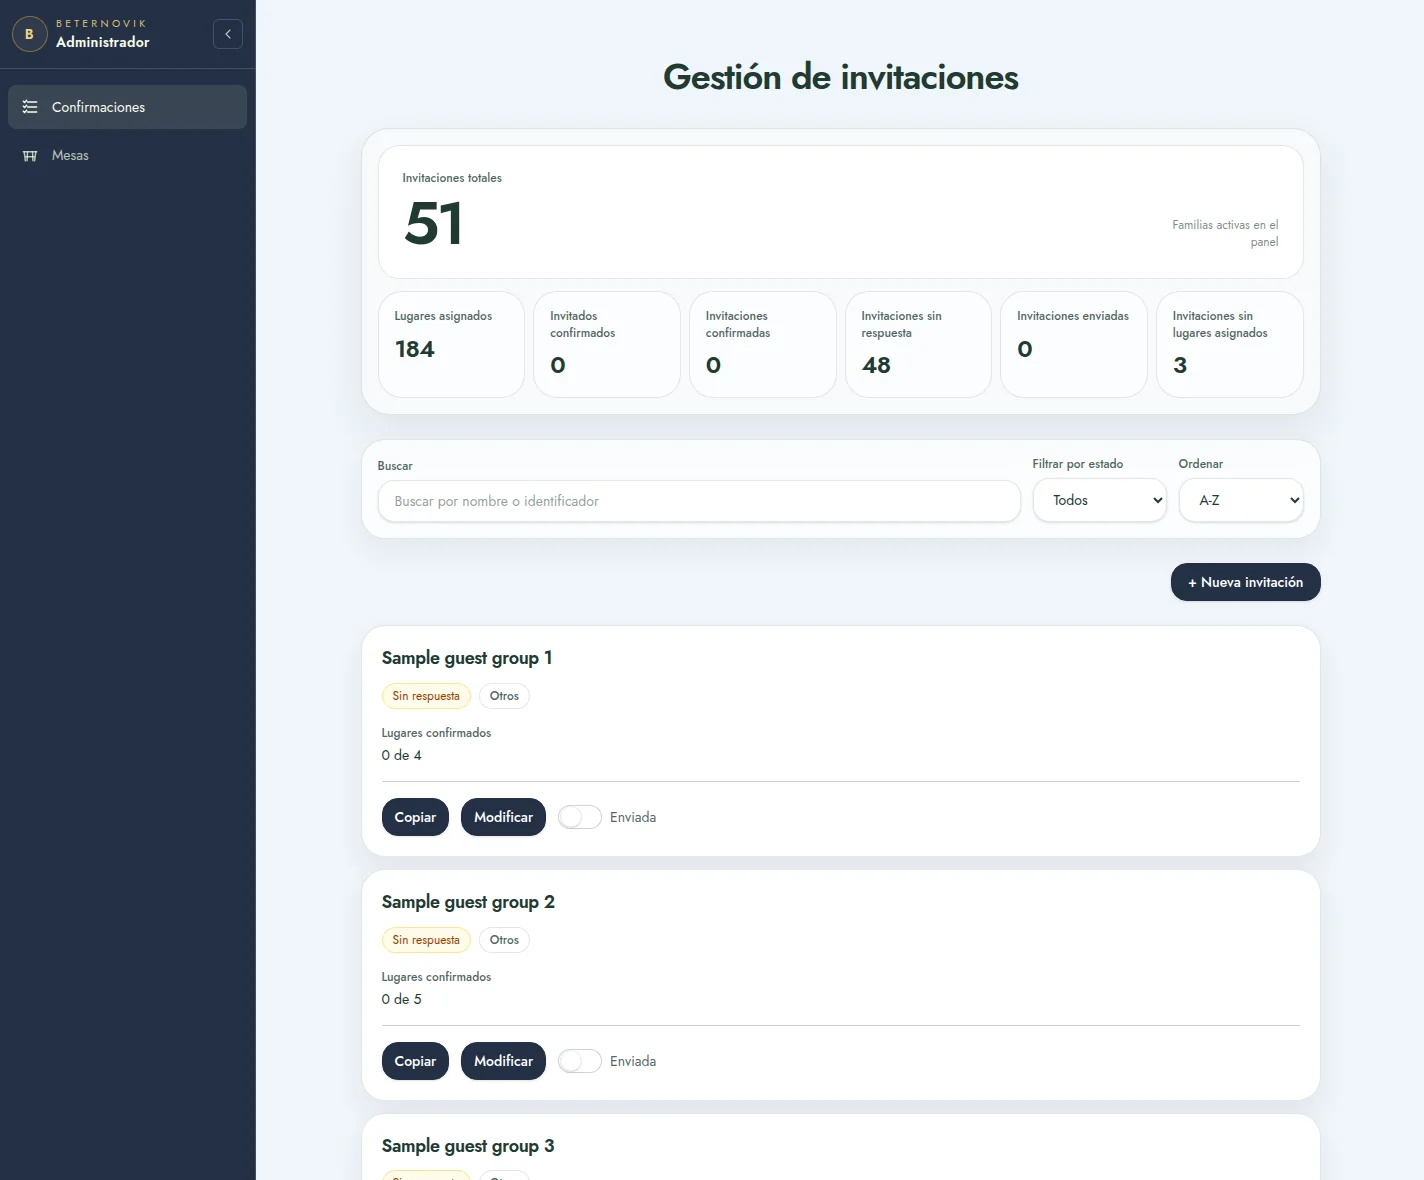 B
BETERNOVIK
Administrador
Confirmaciones
Mesas
Gestión de invitaciones
Invitaciones totales
51
Familias activas en el
panel
Lugares asignados
184
Invitados
confirmados
0
Invitaciones
confirmadas
0
Invitaciones sin
respuesta
48
Invitaciones enviadas
0
Invitaciones sin
lugares asignados
3
Buscar
Buscar por nombre o identificador
Filtrar por estado
Todos
Ordenar
A-Z
+ Nueva invitación
Sample guest group 1
Sin respuesta
Otros
Lugares confirmados
0 de 4
Copiar
Modificar
Enviada
Sample guest group 2
Sin respuesta
Otros
Lugares confirmados
0 de 5
Copiar
Modificar
Enviada
Sample guest group 3